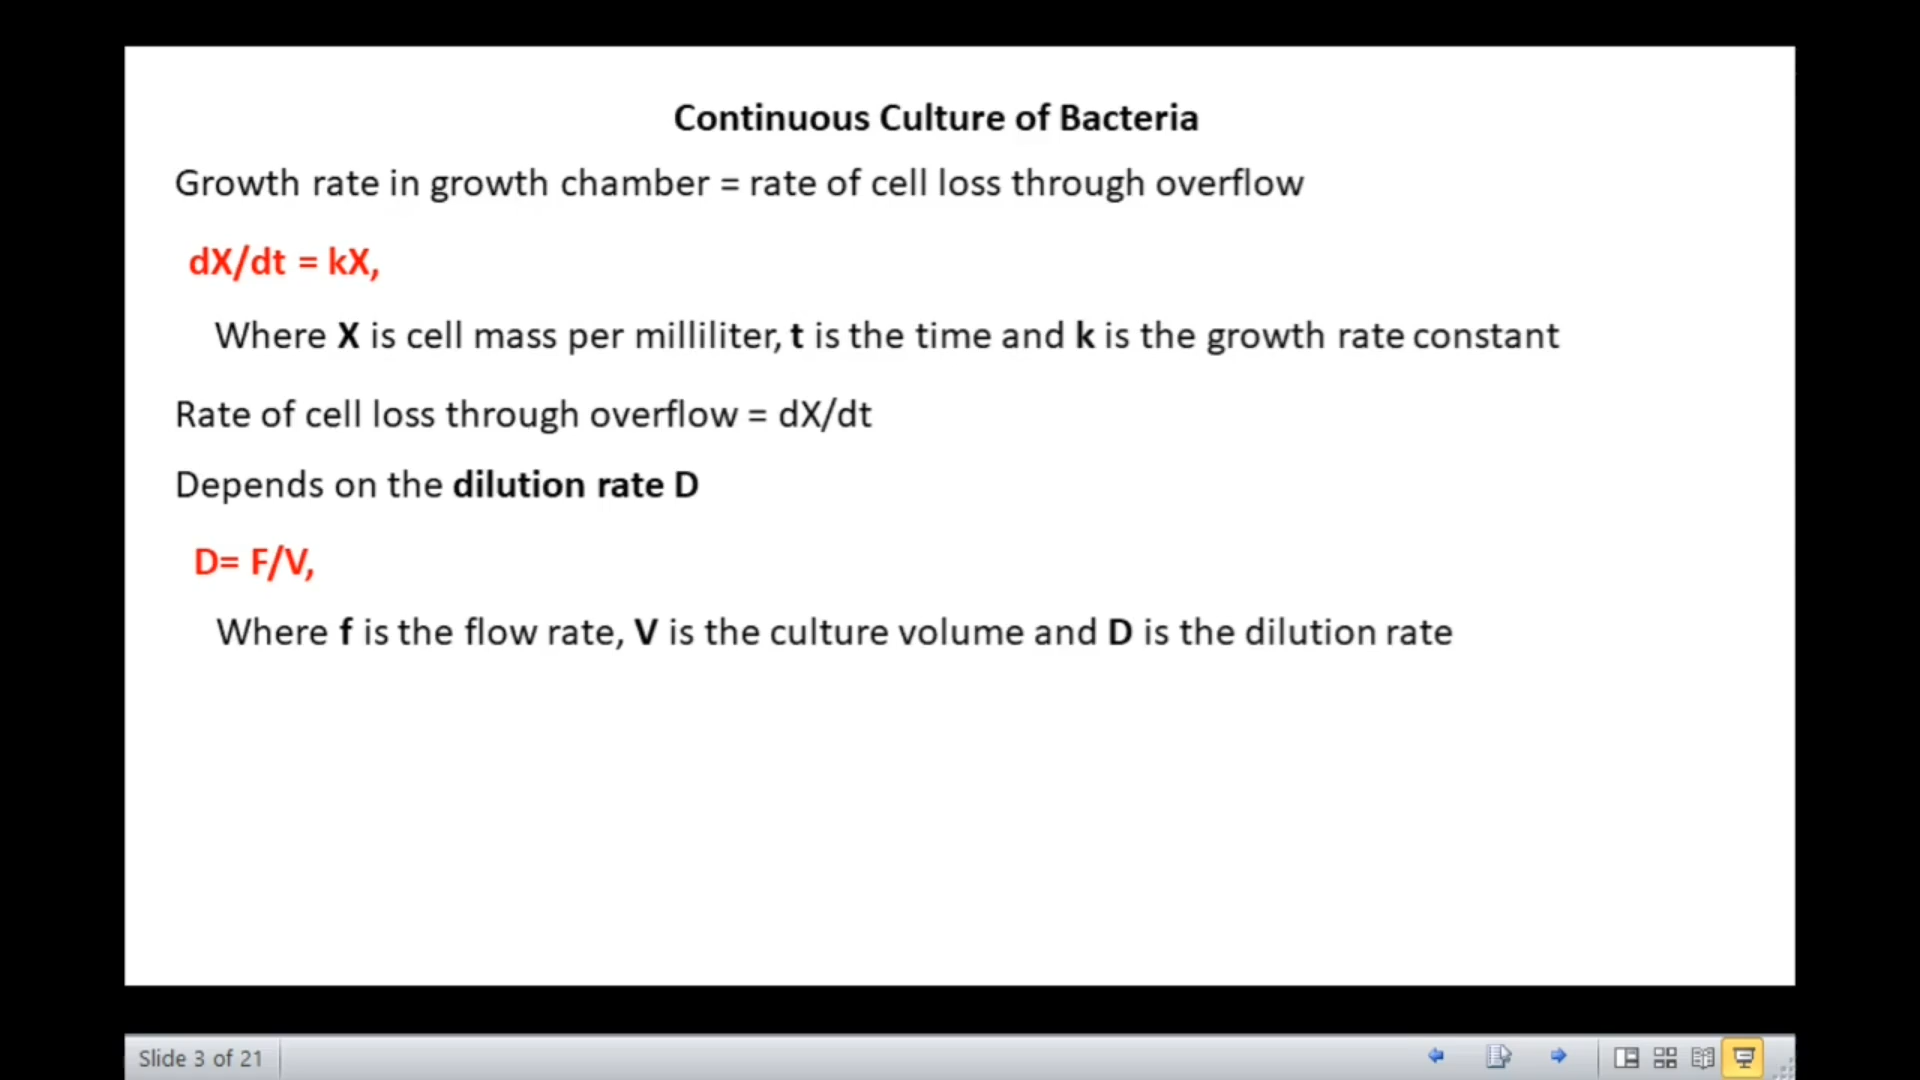 Continuous Culture of Bacteria
Growth rate in growth chamber = rate of cell loss through overflow
dX/dt = kX,
Where X is cell mass per milliliter, t is the time and k is the growth rate constant
Rate of cell loss through overflow = dX/dt
Depends on the dilution rate D
D= F/V,
Where f is the flow rate, V is the culture volume and D is the dilution rate
Slide 3 of 21